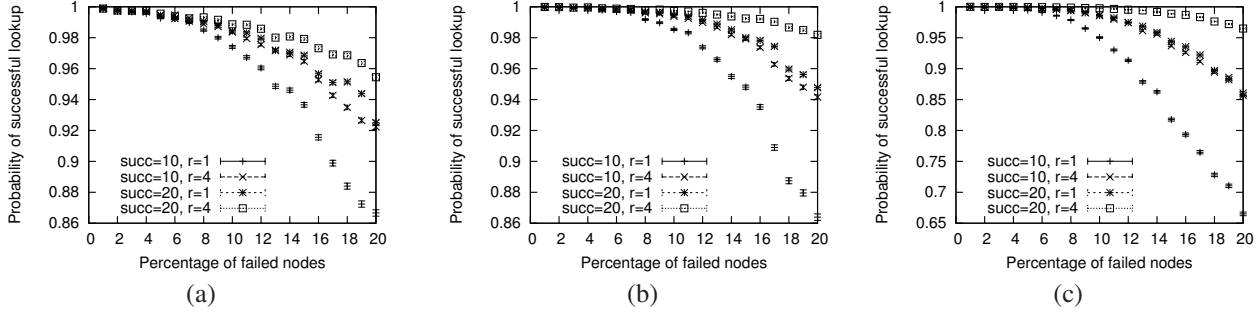 Probability of successful lookup
1
0.98
0.96
0.94
0.92
0.9
0.88
0.86
succ=10, r=1
succ=10, r=4
succ=20, r=1
succ=20, r=4
0 2 4 6 8 10 12 14 16 18 20
Percentage of failed nodes
(a)
Probability of successful lookup
1
0.98
0.96
0.94
0.92
0.9
0.88
0.86
succ=10, r=1
succ=10, r=4
succ=20, r=1
succ=20, r=4
0 2 4 6 8 10 12 14 16 18 20
Percentage of failed nodes
(b)
Probability of successful lookup
1
0.95
0.9
0.85
0.8
0.75
0.7
0.65
succ=10, r=1
succ=10, r=4
succ=20, r=1
succ=20, r=4
0 2 4 6 8 10 12 14 16 18 20
Percentage of failed nodes
(c)